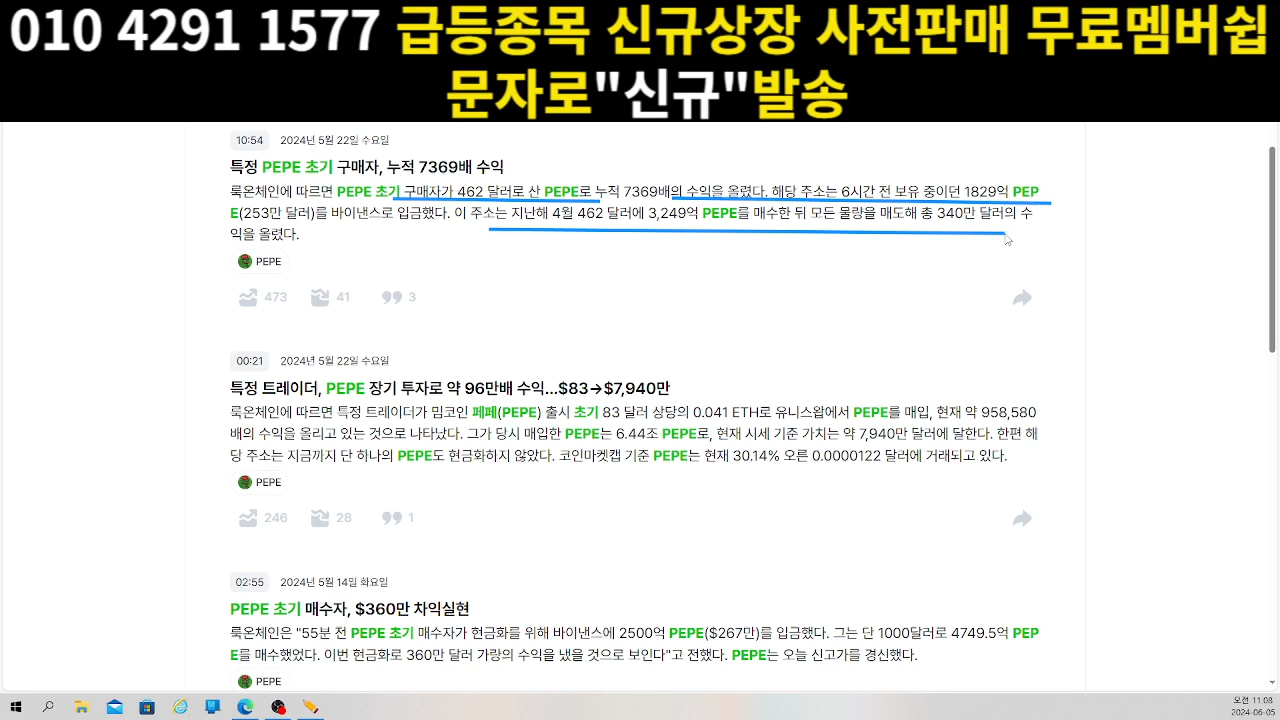 010 4291 1577 급등종목 신규상장 사전판매 무료멤버쉽
문자로"신규"발송
10:54 2024년 5월 22일 수요일
특정 PEPE 초기 구매자, 누적 7369배 수익
룩온체인에 따르면 PEPE 초기 구매자가 462 달러로 산 PEPE로 누적 7369배의 수익을 올렸다. 해당 주소는 6시간 전 보유 중이던 1829억 PEP
E(253만 달러)를 바이낸스로 입금했다. 이 주소는 지난해 4월 462 달러에 3,249억 PEPE를 매수한 뒤 모든 물량을 매도해 총 340만 달러의 수
익을 올렸다.
PEPE
473 41 3
00:21 2024년 5월 22일 수요일
특정 트레이더, PEPE 장기 투자로 약 96만배 수익...$83→$7,940만
룩온체인에 따르면 특정 트레이더가 밈코인 페페(PEPE) 출시 초기 83 달러 상당의 0.041 ETH로 유니스왑에서 PEPE를 매입, 현재 약 958,580
배의 수익을 올리고 있는 것으로 나타났다. 그가 당시 매입한 PEPE는 6.44조 PEPE로, 현재 시세 기준 가치는 약 7,940만 달러에 달한다. 한편 해
당 주소는 지금까지 단 하나의 PEPE도 현금화하지 않았다. 코인마켓캡 기준 PEPE는 현재 30.14% 오른 0.0000122 달러에 거래되고 있다.
PEPE
246 28 1
02:55 2024년 5월 14일 화요일
PEPE 초기 매수자, $360만 차익실현
룩온체인은 "55분 전 PEPE 초기 매수자가 현금화를 위해 바이낸스에 2500억 PEPE($267만)를 입금했다. 그는 단 1000달러로 4749.5억 PEP
E를 매수했었다. 이번 현금화로 360만 달러 가량의 수익을 냈을 것으로 보인다"고 전했다. PEPE는 오늘 신고가를 경신했다.
PEPE
오전 11:08
2024-06-05